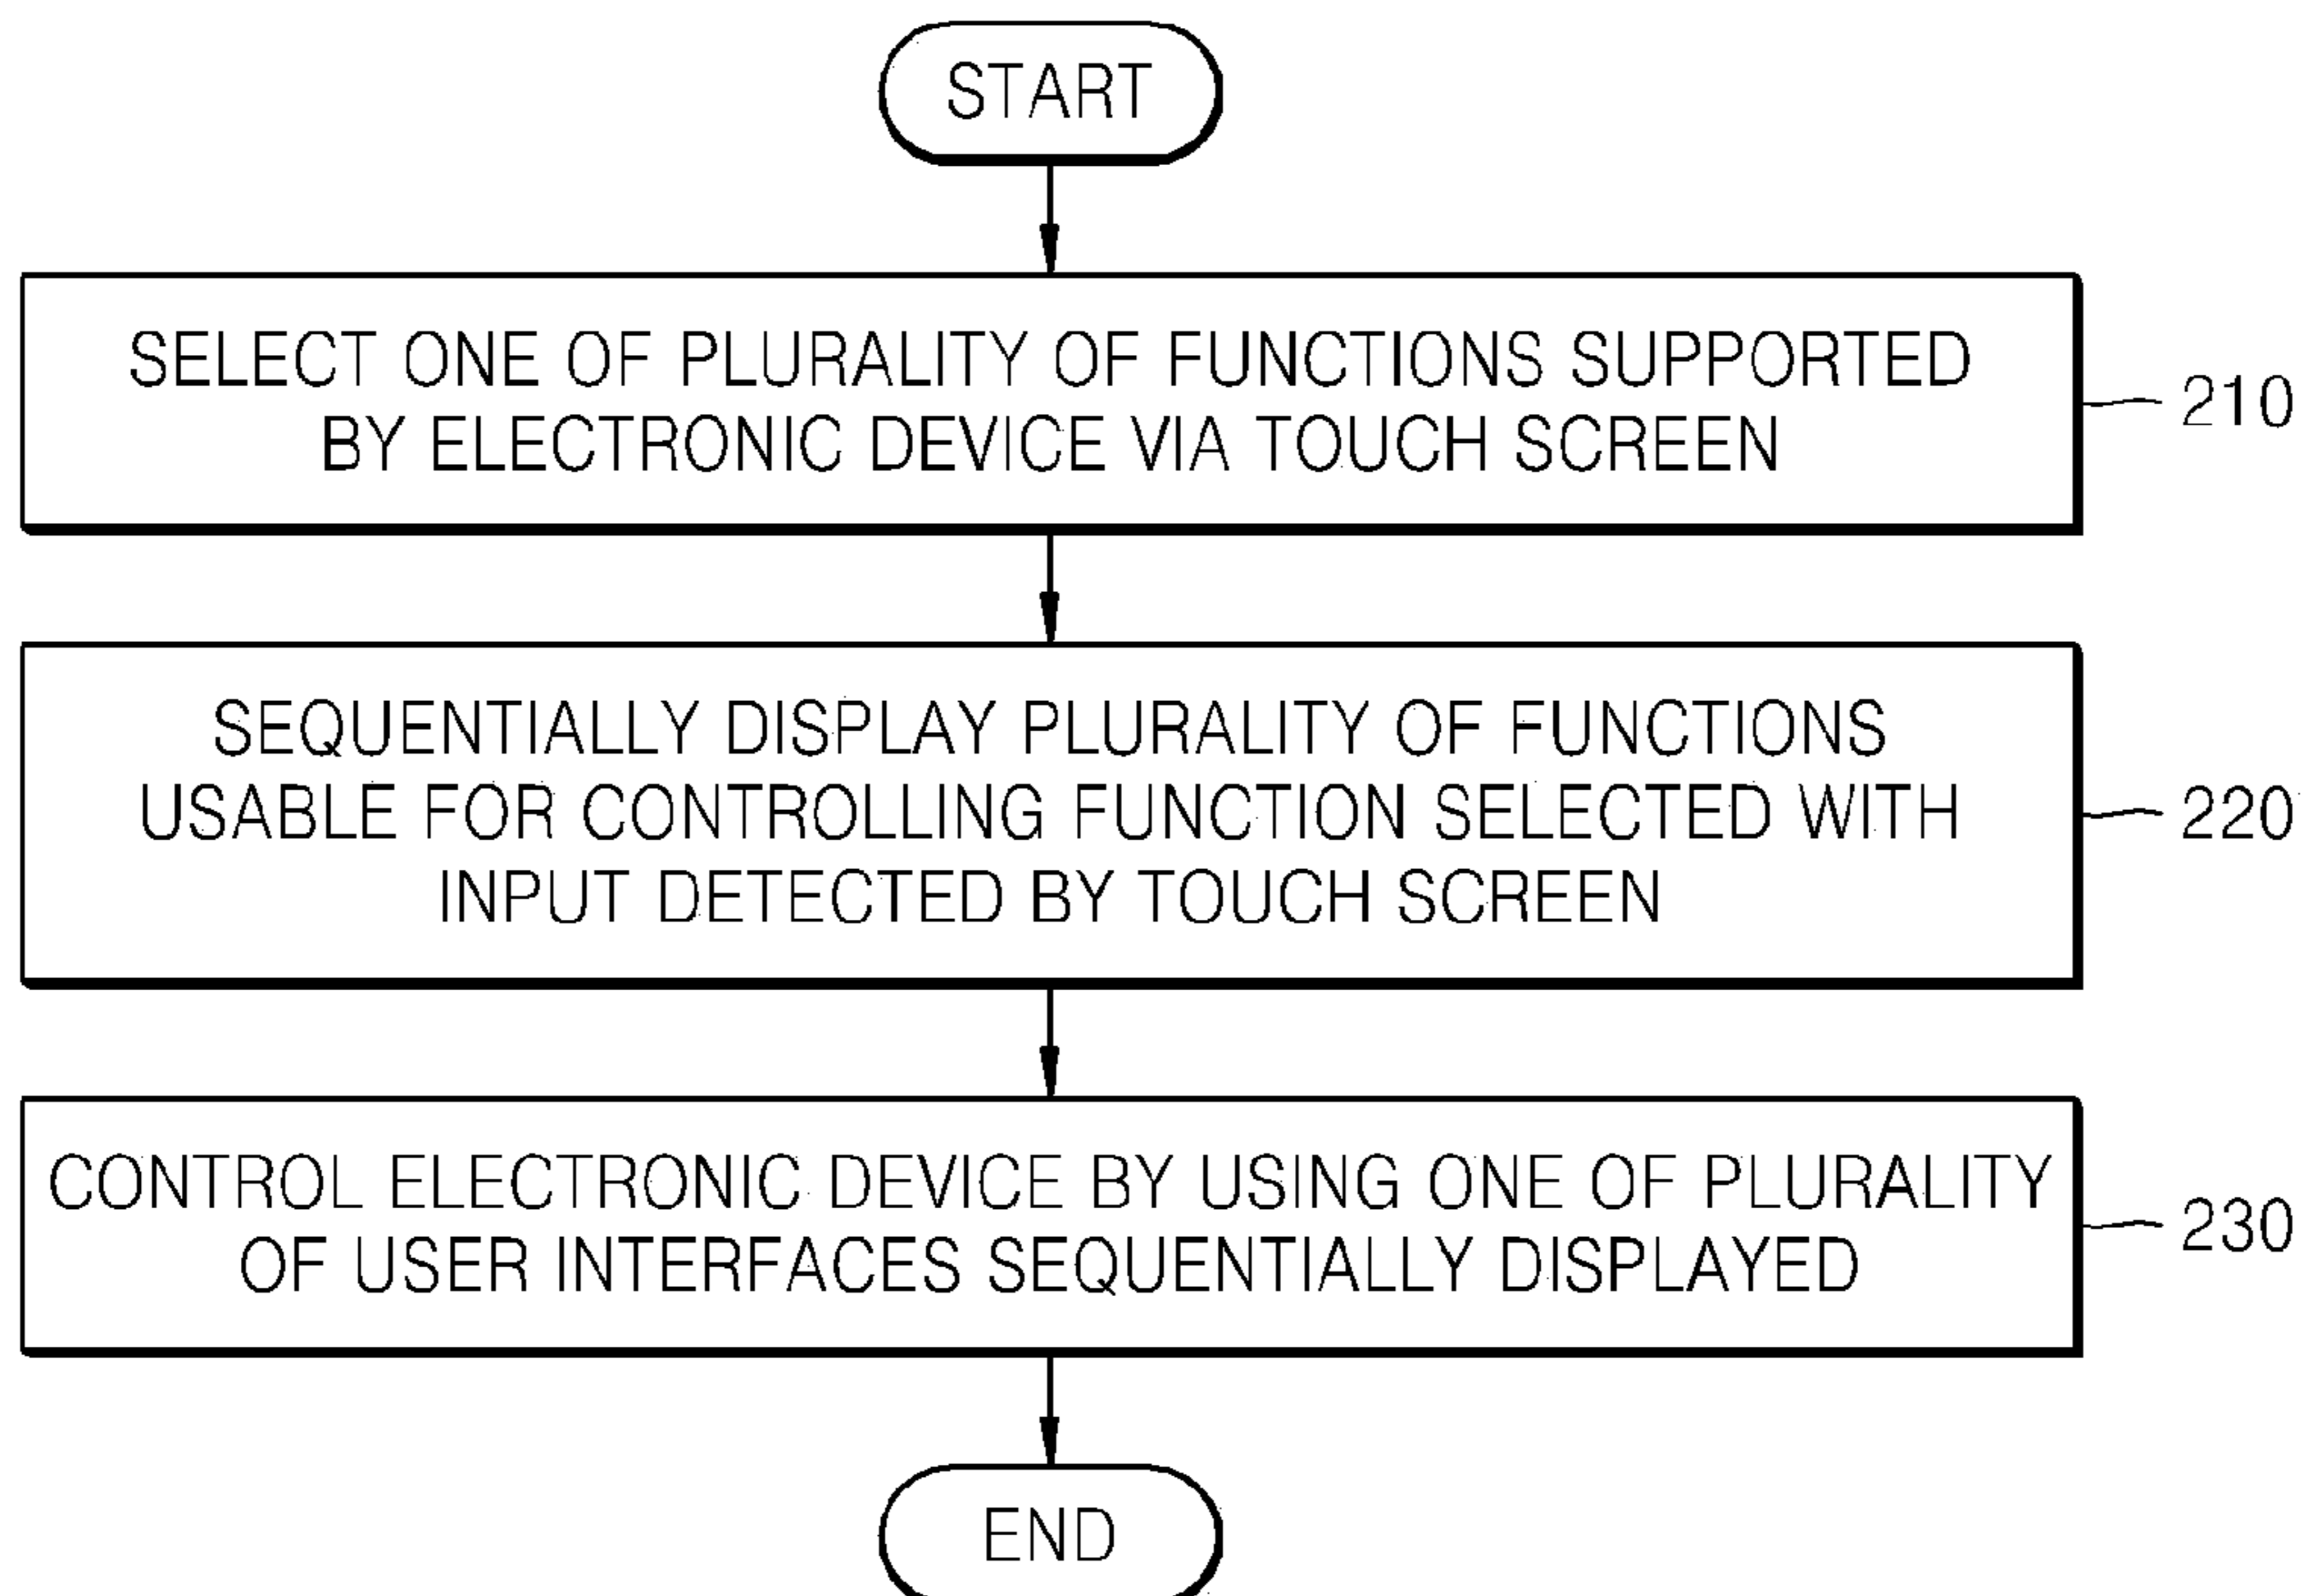 START
SELECT ONE OF PLURALITY OF FUNCTIONS SUPPORTED
BY ELECTRONIC DEVICE VIA TOUCH SCREEN
210
SEQUENTIALLY DISPLAY PLURALITY OF FUNCTIONS
USABLE FOR CONTROLLING FUNCTION SELECTED WITH
INPUT DETECTED BY TOUCH SCREEN
220
CONTROL ELECTRONIC DEVICE BY USING ONE OF PLURALITY
OF USER INTERFACES SEQUENTIALLY DISPLAYED
230
END